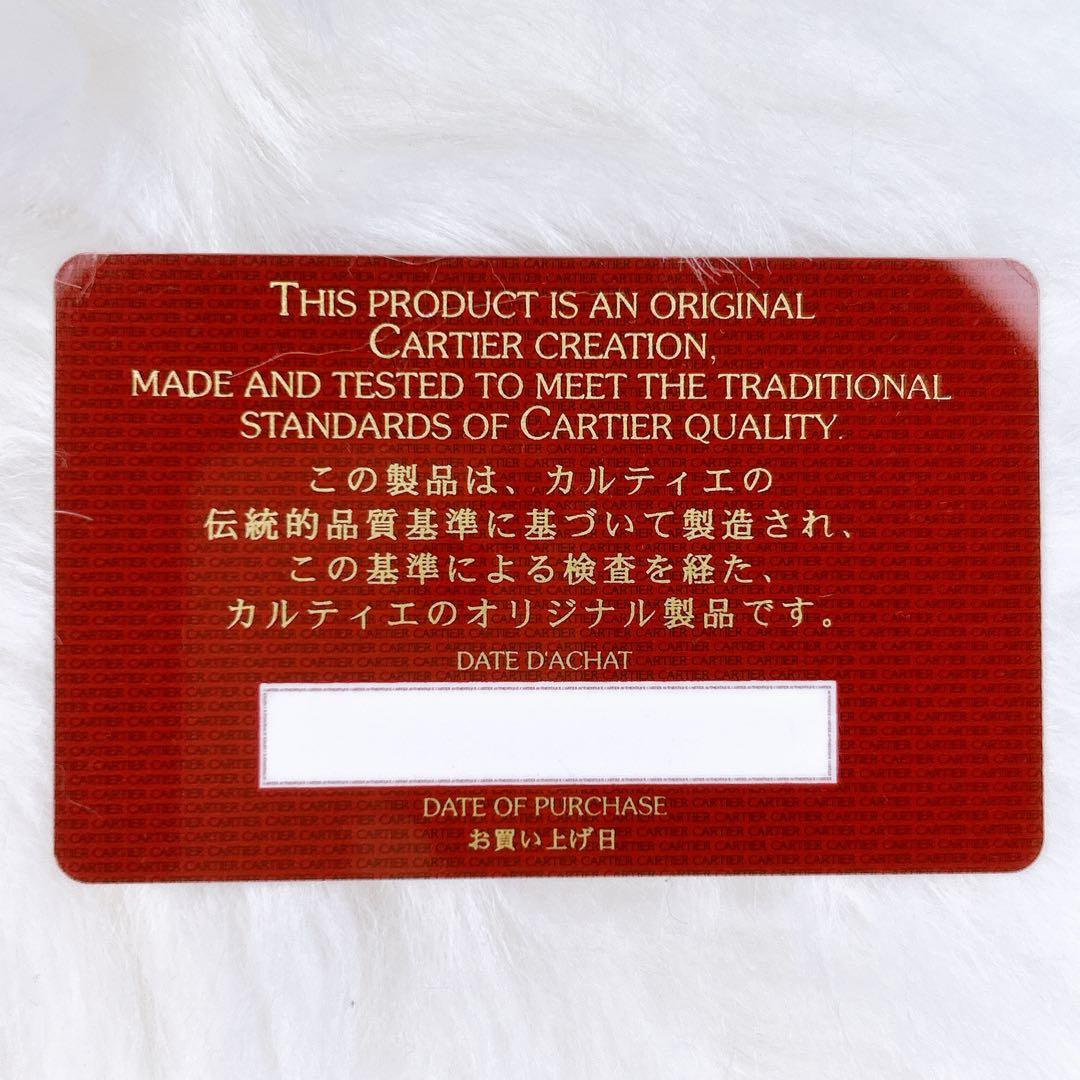 THIS PRODUCT IS AN ORIGINAL
CARTIER CREATION,
MADE AND TESTED TO MEET THE TRADITIONAL
STANDARDS OF CARTIER QUALITY.
この製品は、カルティエの
伝統的品質基準に基づいて製造され、
この基準による検査を経た、
カルティエのオリジナル製品です。
DATE D'ACHAT
DATE OF PURCHASE
お買い上げ日